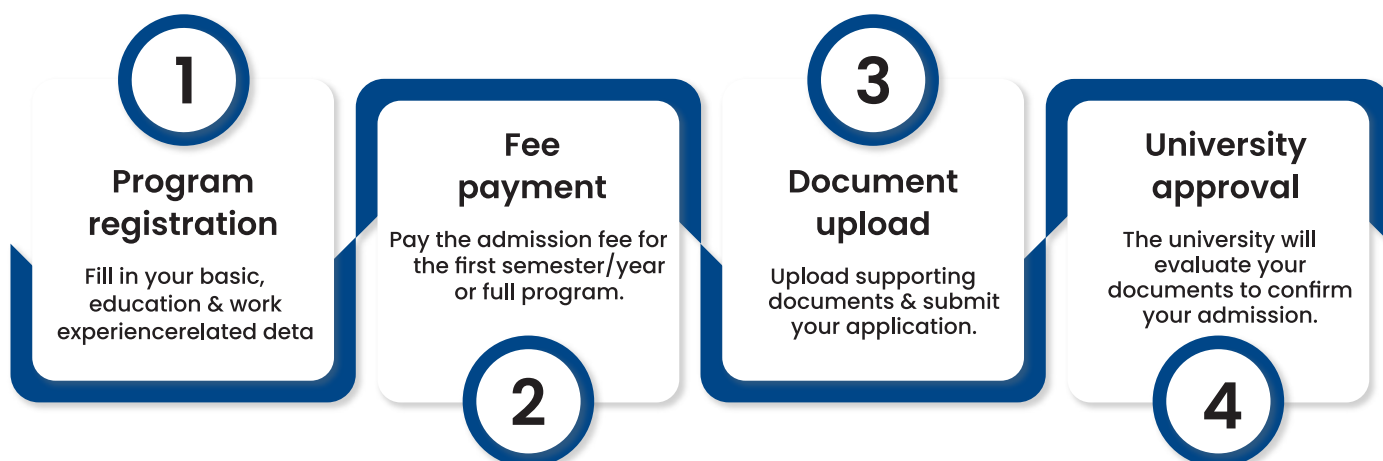 1
Program
registration
Fill in your basic,
education & work
experiencerelated deta
Fee
payment
Pay the admission fee for
the first semester/year
or full program.
2
3
Document
upload
Upload supporting
documents & submit
your application.
University
approval
The university will
evaluate your
documents to confirm
your admission.
4